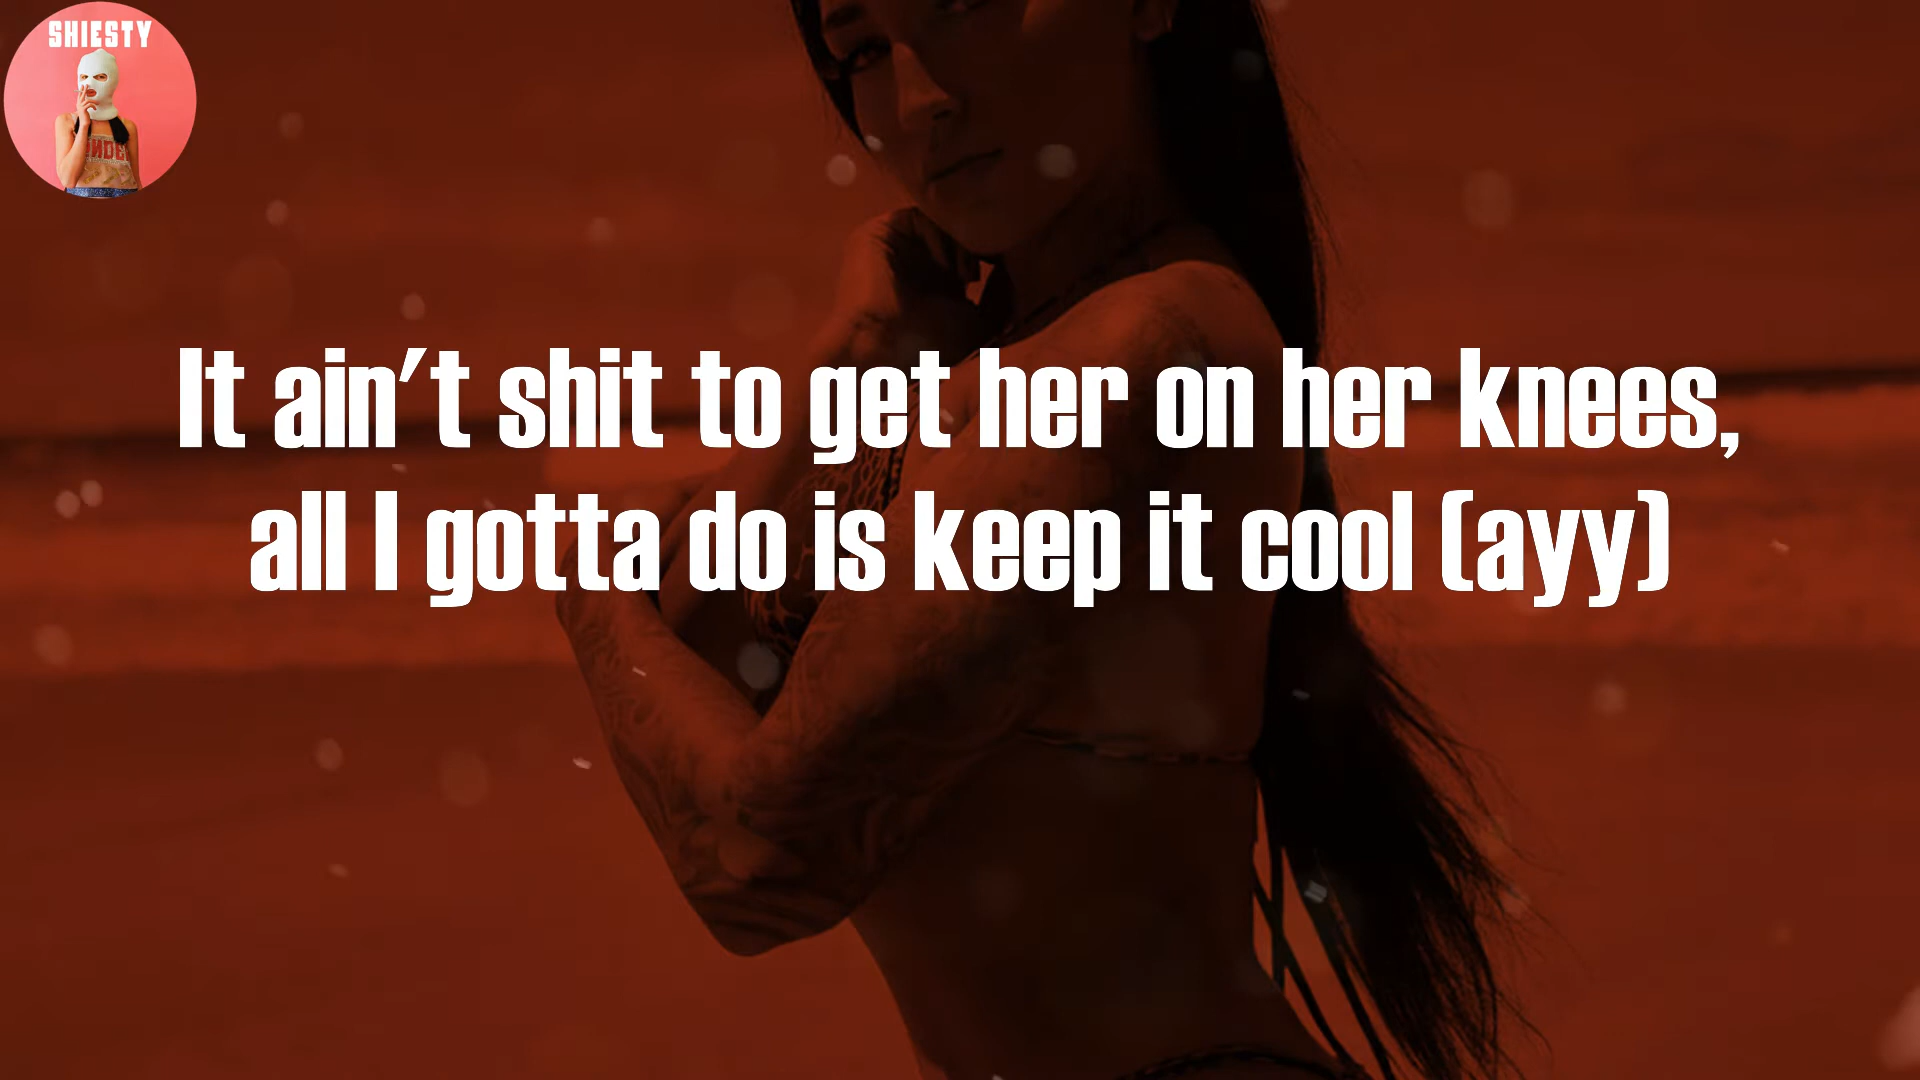 SHIESTY
It ain't shit to get her on her knees,
all I gotta do is keep it cool (ayy)